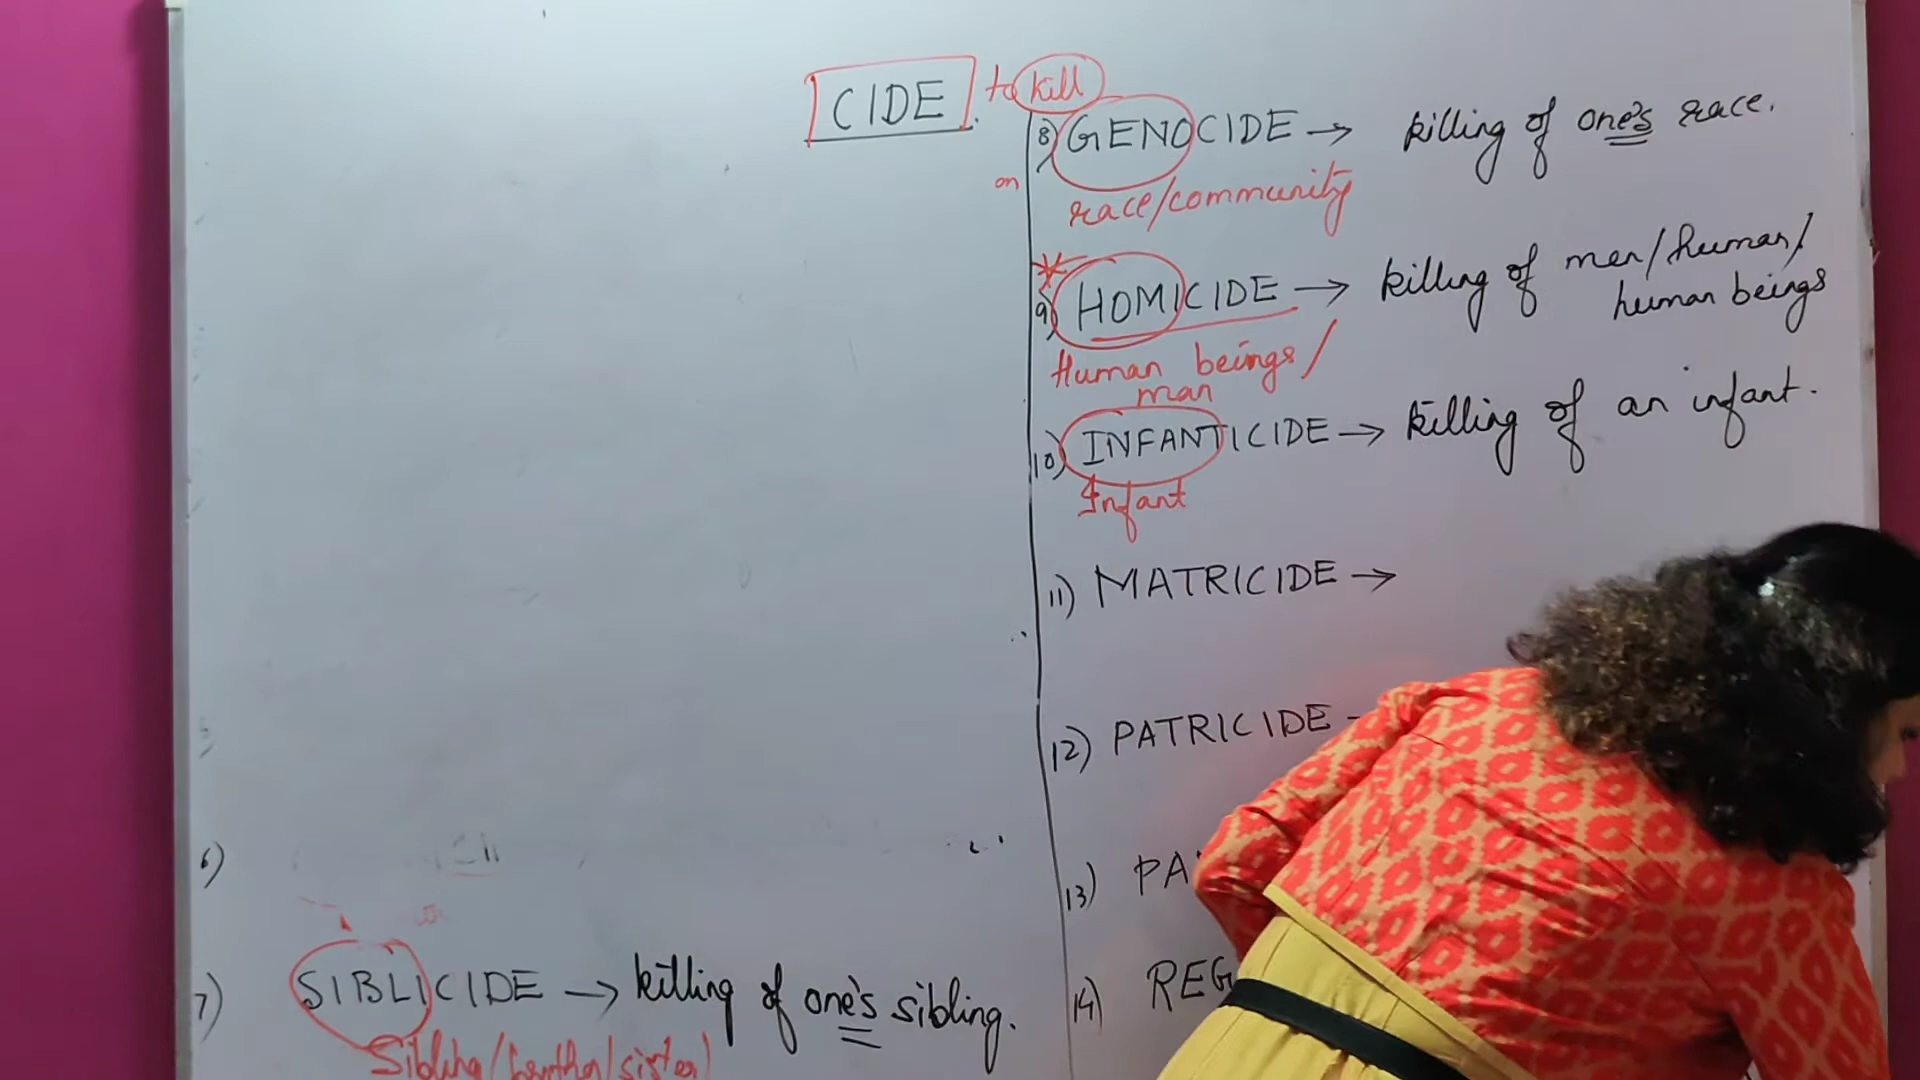 CIDE to kill
6)
7) SIBLICIDE → killing of one's sibling.
Sibling/brother/sister/
8) GENOCIDE → killing of one's race.
on
race/community
9) HOMICIDE → killing of men/human/
human beings
Human beings/
man
10) INFANTICIDE → killing of an infant.
Infant
11) MATRICIDE →
12) PATRICIDE
13) PA
14) REG